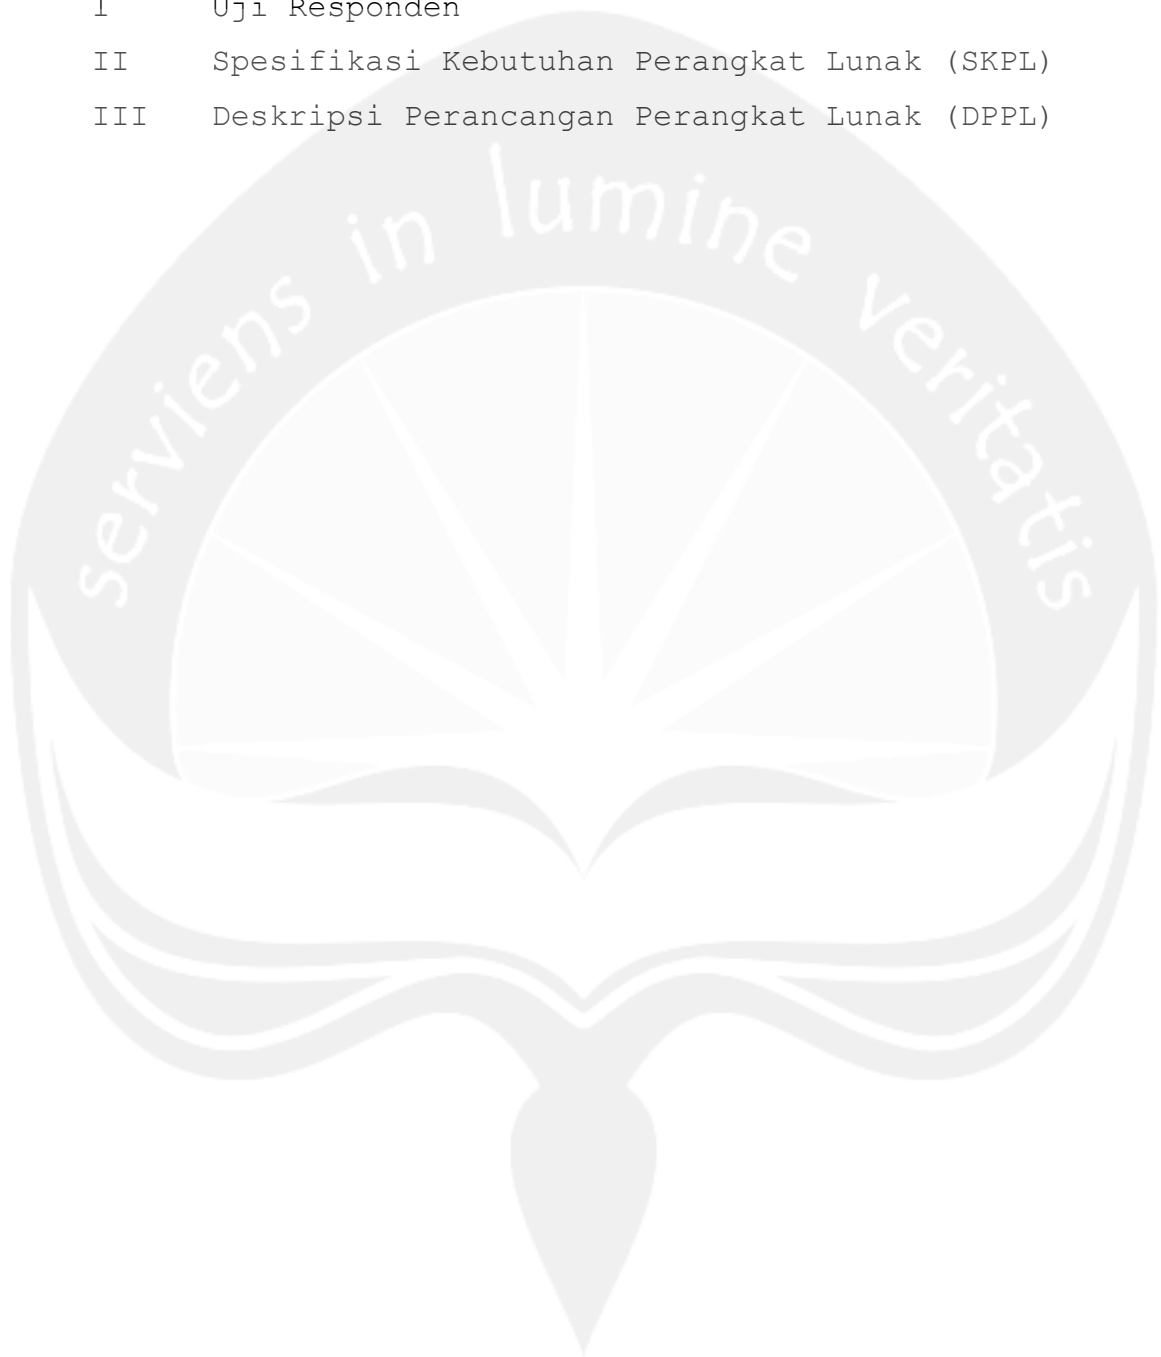 I Uji Responden
II Spesifikasi Kebutuhan Perangkat Lunak (SKPL)
III Deskripsi Perancangan Perangkat Lunak (DPPL)
serviens in lumine veritatis